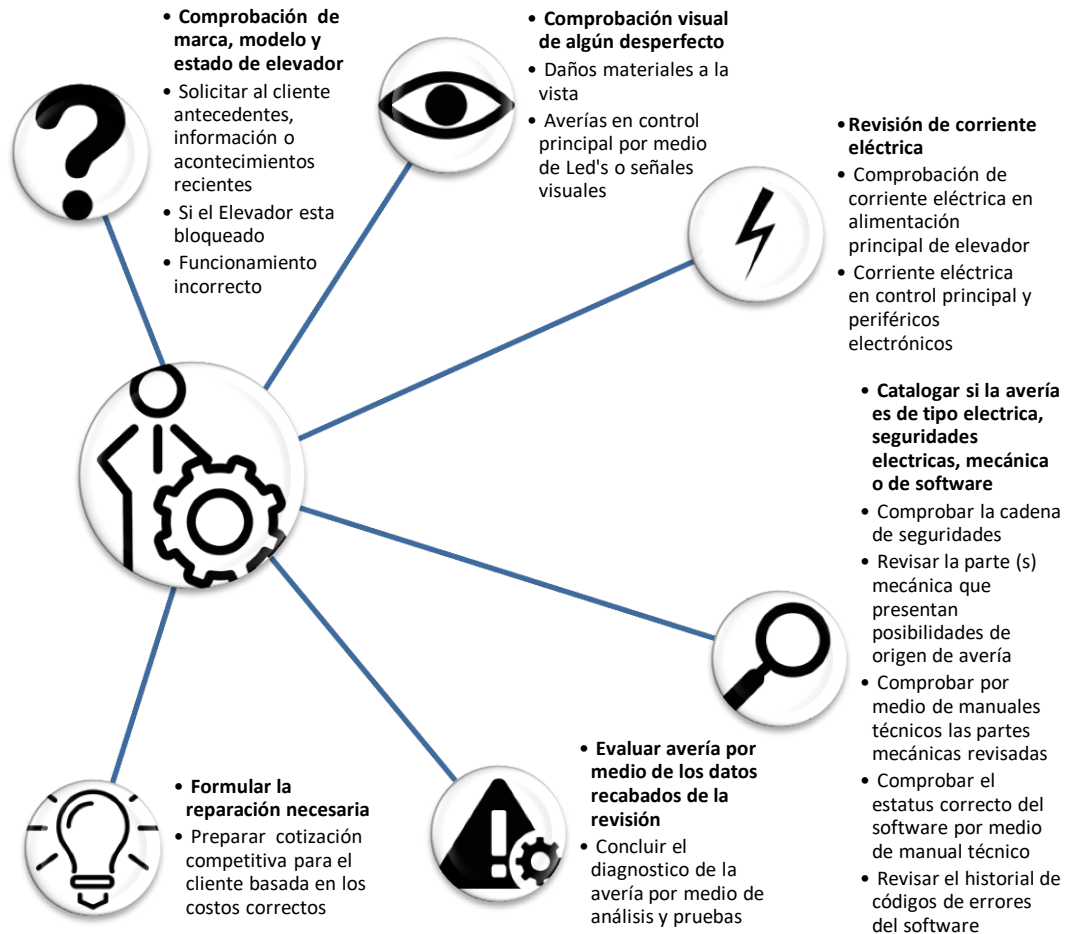 • Comprobación de
marca, modelo y
estado de elevador
• Solicitar al cliente
antecedentes,
información o
acontecimientos
recientes
• Si el Elevador esta
bloqueado
• Funcionamiento
incorrecto
• Comprobación visual
de algún desperfecto
• Daños materiales a la
vista
• Averías en control
principal por medio
de Led's o señales
visuales
• Revisión de corriente
eléctrica
• Comprobación de
corriente eléctrica en
alimentación
principal de elevador
• Corriente eléctrica
en control principal y
periféricos
electrónicos
• Catalogar si la avería
es de tipo electrica,
seguridades
electricas, mecánica
o de software
• Comprobar la cadena
de seguridades
• Revisar la parte (s)
mecánica que
presentan
posibilidades de
origen de avería
• Comprobar por
medio de manuales
técnicos las partes
mecánicas revisadas
• Comprobar el
estatus correcto del
software por medio
de manual técnico
• Revisar el historial de
códigos de errores
del software
• Evaluar avería por
medio de los datos
recabados de la
revisión
• Concluir el
diagnostico de la
avería por medio de
análisis y pruebas
• Formular la
reparación necesaria
• Preparar cotización
competitiva para el
cliente basada en los
costos correctos